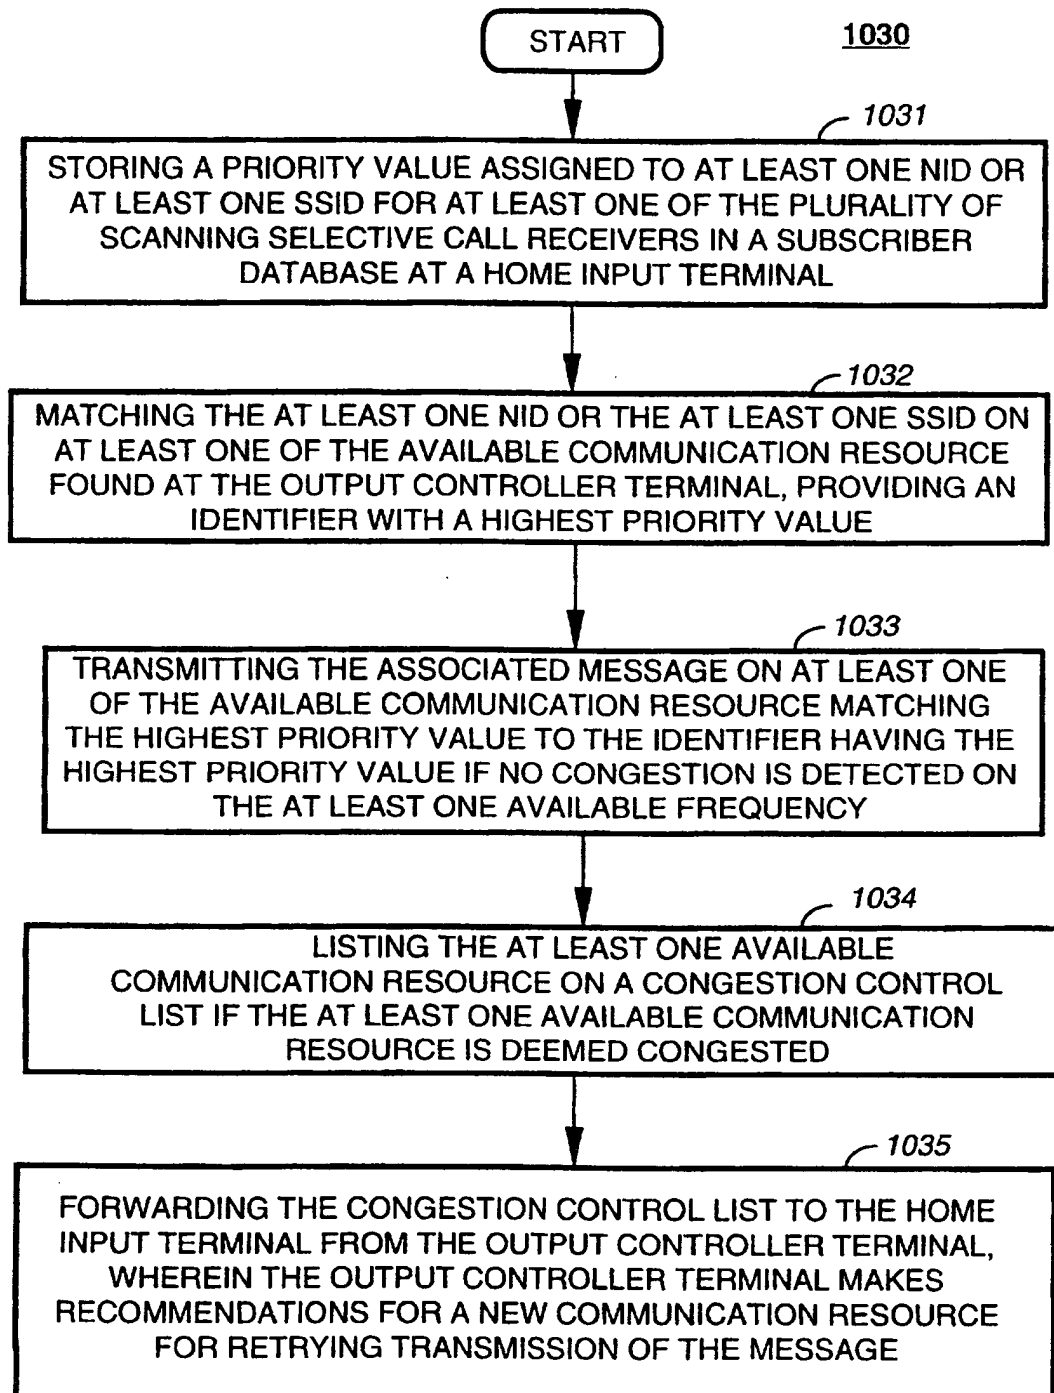 START
1030
1031
STORING A PRIORITY VALUE ASSIGNED TO AT LEAST ONE NID OR
AT LEAST ONE SSID FOR AT LEAST ONE OF THE PLURALITY OF
SCANNING SELECTIVE CALL RECEIVERS IN A SUBSCRIBER
DATABASE AT A HOME INPUT TERMINAL
1032
MATCHING THE AT LEAST ONE NID OR THE AT LEAST ONE SSID ON
AT LEAST ONE OF THE AVAILABLE COMMUNICATION RESOURCE
FOUND AT THE OUTPUT CONTROLLER TERMINAL, PROVIDING AN
IDENTIFIER WITH A HIGHEST PRIORITY VALUE
1033
TRANSMITTING THE ASSOCIATED MESSAGE ON AT LEAST ONE
OF THE AVAILABLE COMMUNICATION RESOURCE MATCHING
THE HIGHEST PRIORITY VALUE TO THE IDENTIFIER HAVING THE
HIGHEST PRIORITY VALUE IF NO CONGESTION IS DETECTED ON
THE AT LEAST ONE AVAILABLE FREQUENCY
1034
LISTING THE AT LEAST ONE AVAILABLE
COMMUNICATION RESOURCE ON A CONGESTION CONTROL
LIST IF THE AT LEAST ONE AVAILABLE COMMUNICATION
RESOURCE IS DEEMED CONGESTED
1035
FORWARDING THE CONGESTION CONTROL LIST TO THE HOME
INPUT TERMINAL FROM THE OUTPUT CONTROLLER TERMINAL,
WHEREIN THE OUTPUT CONTROLLER TERMINAL MAKES
RECOMMENDATIONS FOR A NEW COMMUNICATION RESOURCE
FOR RETRYING TRANSMISSION OF THE MESSAGE